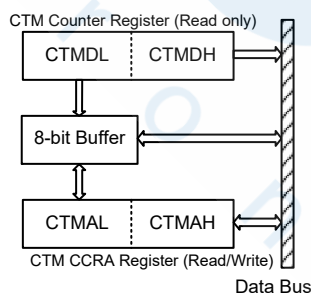 CTM Counter Register (Read only)
CTMDL CTMDH
8-bit Buffer
CTMAL CTMAH
CTM CCRA Register (Read/Write)
Data Bus